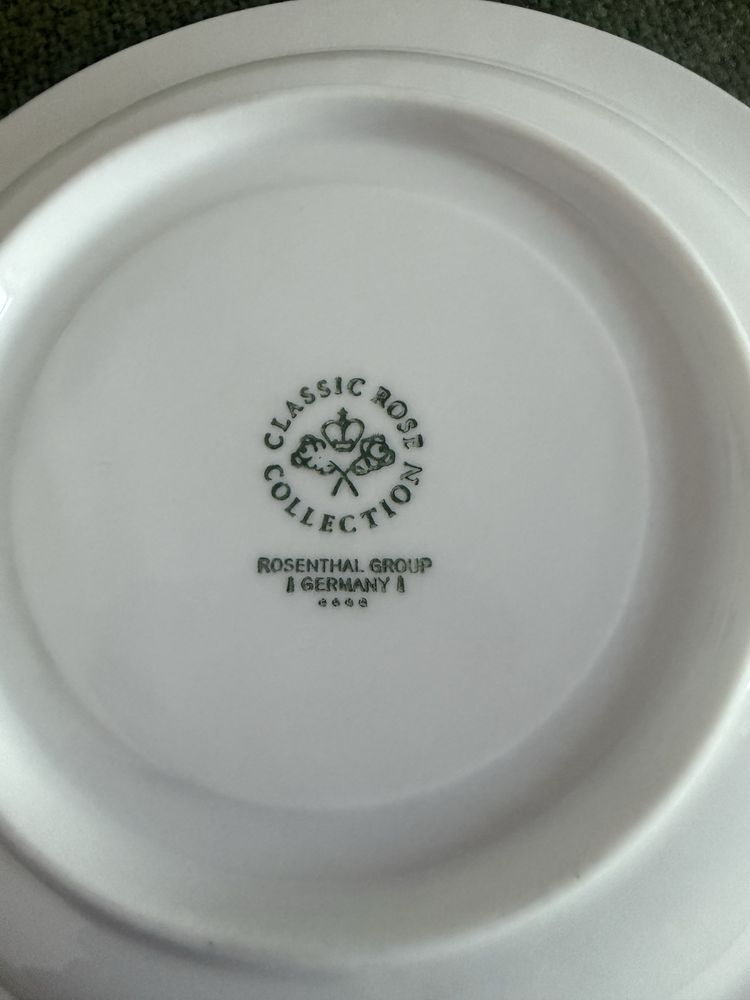 CLASSIC ROSE
COLLECTION
ROSENTHAL GROUP
GERMANY